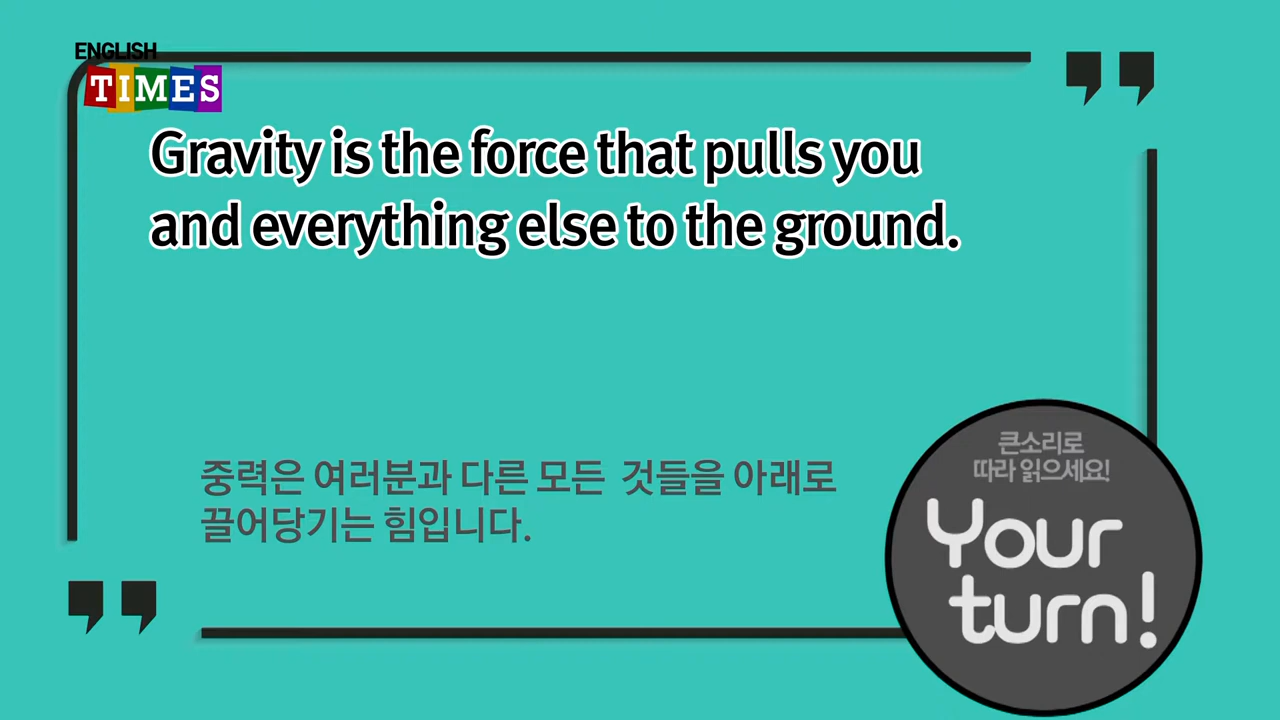 ENGLISH
TIMES
Gravity is the force that pulls you
and everything else to the ground.
중력은 여러분과 다른 모든 것들을 아래로
끌어당기는 힘입니다.
큰소리로
따라 읽으세요!
Your
turn!